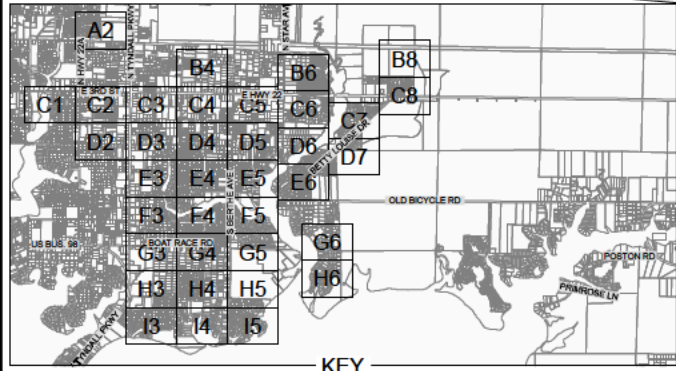 A2
N HWY 22A
N TYNDALL PKWY
N STAR AV
B4
B6
B8
E 3RD ST
E HWY 22
C1 C2 C3 C4 C5 C6 C7 C8
D2 D3 D4 D5 D6 D7
BETTY LOUISE DR
E3 E4 E5 E6
S BERTHE AVE
OLD BICYCLE RD
F3 F4 F5
US BUS. 98
BOAT RACE RD
G3 G4 G5 G6
POSTON RD
H3 H4 H5 H6
PRIMROSE LN
I3 I4 I5
TYNDALL PKWY
KEY